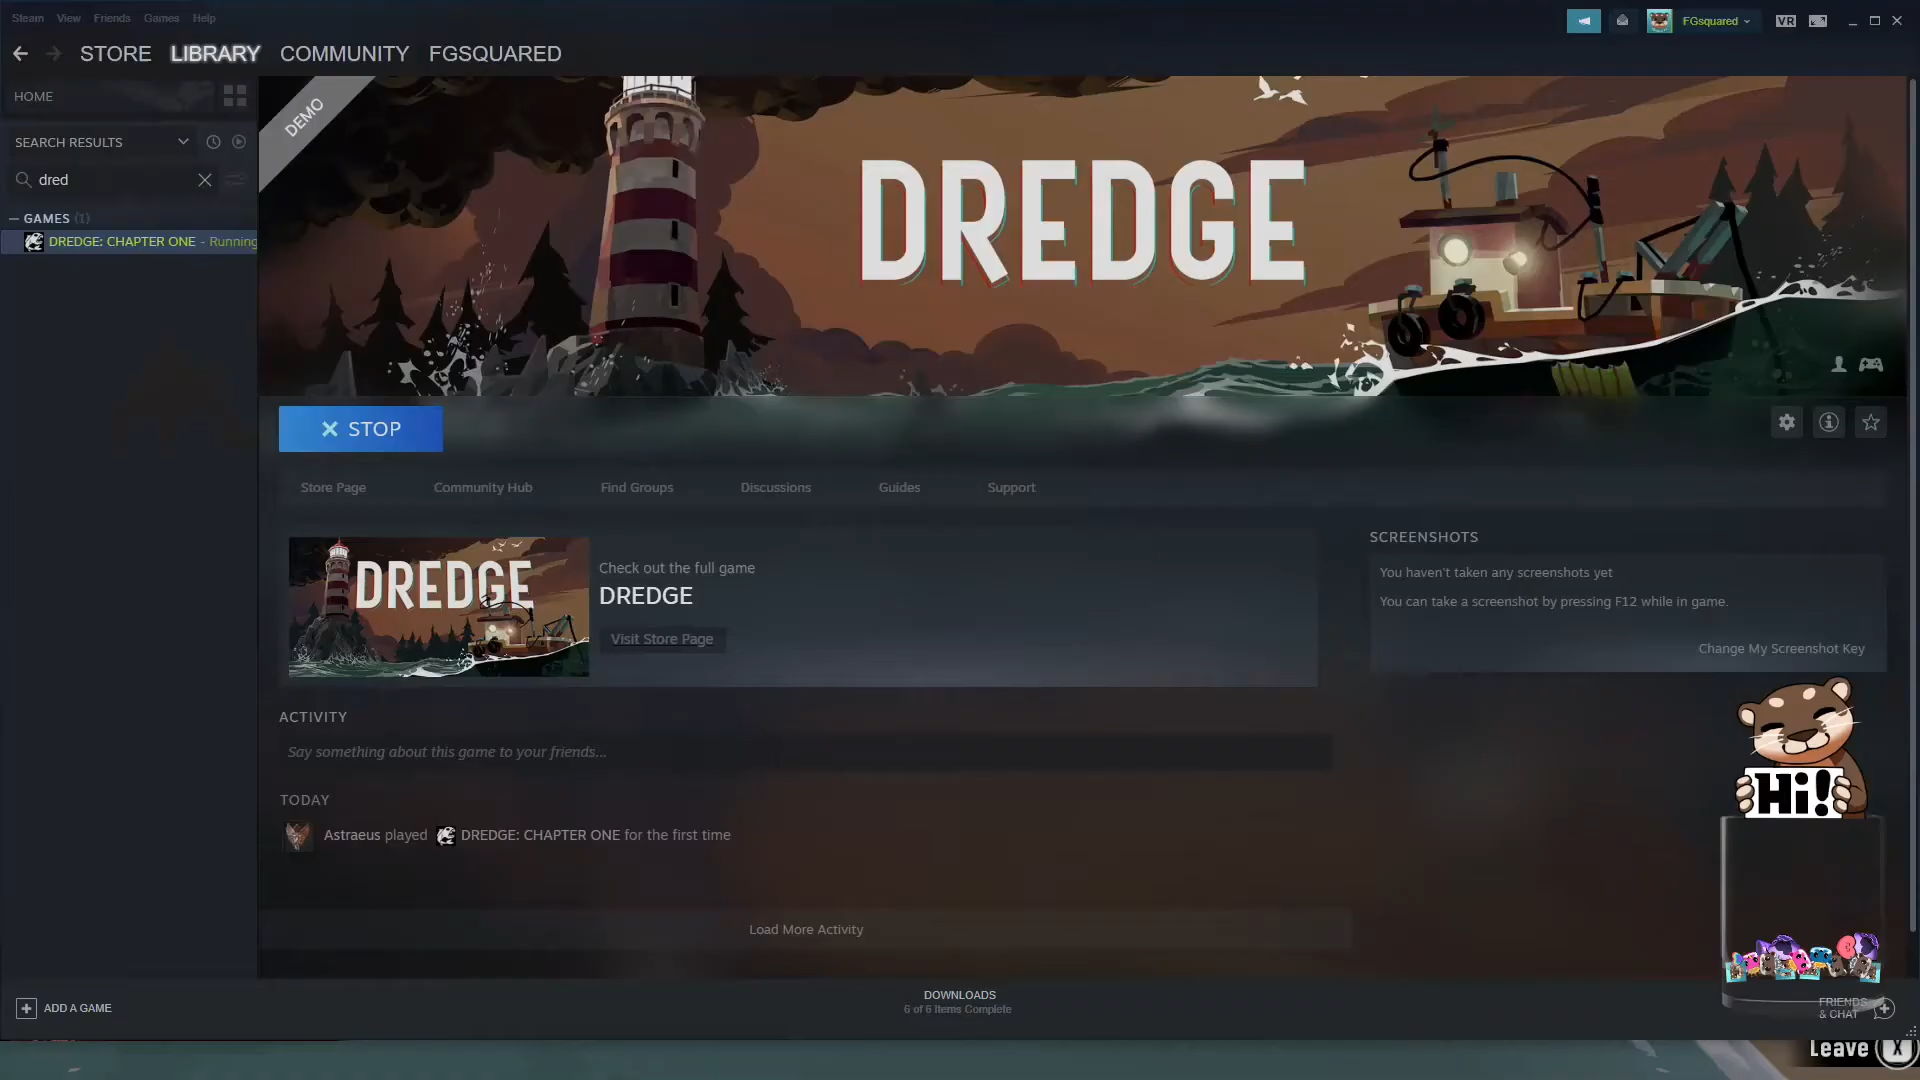 Steam View Friends Games Help
FGsquared
VR
STORE LIBRARY COMMUNITY FGSQUARED
HOME
DEMO
DREDGE
SEARCH RESULTS
dred
GAMES (1)
DREDGE: CHAPTER ONE - Running
STOP
Store Page Community Hub Find Groups Discussions Guides Support
DREDGE
Check out the full game
DREDGE
Visit Store Page
SCREENSHOTS
You haven't taken any screenshots yet
You can take a screenshot by pressing F12 while in game.
Change My Screenshot Key
ACTIVITY
Say something about this game to your friends...
TODAY
Astraeus played DREDGE: CHAPTER ONE for the first time
Load More Activity
Hi!
ADD A GAME
DOWNLOADS
6 of 6 Items Complete
FRIENDS
& CHAT
Leave X